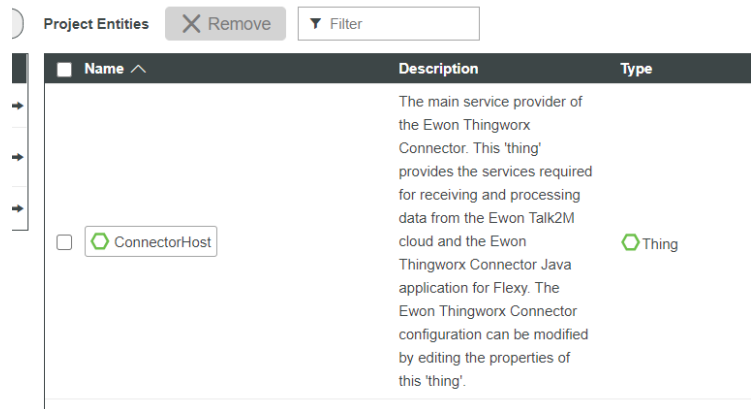 Project Entities
Remove
Filter
Name
Description
Type
The main service provider of
the Ewon Thingworx
Connector. This 'thing'
provides the services required
for receiving and processing
data from the Ewon Talk2M
cloud and the Ewon
Thingworx Connector Java
application for Flexy. The
Ewon Thingworx Connector
configuration can be modified
by editing the properties of
this 'thing'.
ConnectorHost
Thing